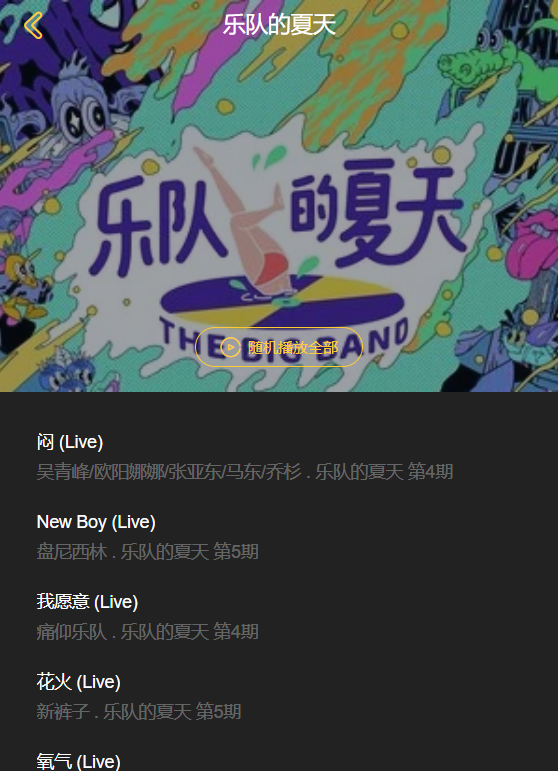 乐队的夏天
乐队的夏天
THE BIG BAND
随机播放全部
闷 (Live)
吴青峰/欧阳娜娜/张亚东/马东/乔杉 . 乐队的夏天 第4期
New Boy (Live)
盘尼西林 . 乐队的夏天 第5期
我愿意 (Live)
痛仰乐队 . 乐队的夏天 第4期
花火 (Live)
新裤子 . 乐队的夏天 第5期
氧气 (Live)